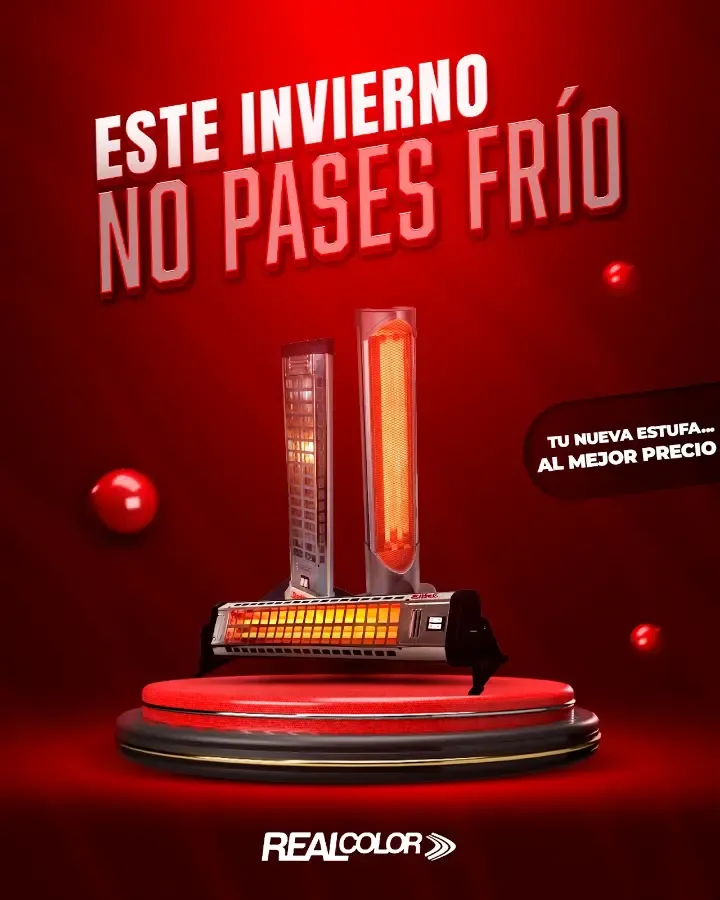 ESTE INVIERNO
NO PASES FRÍO
TU NUEVA ESTUFA...
AL MEJOR PRECIO
REALCOLOR